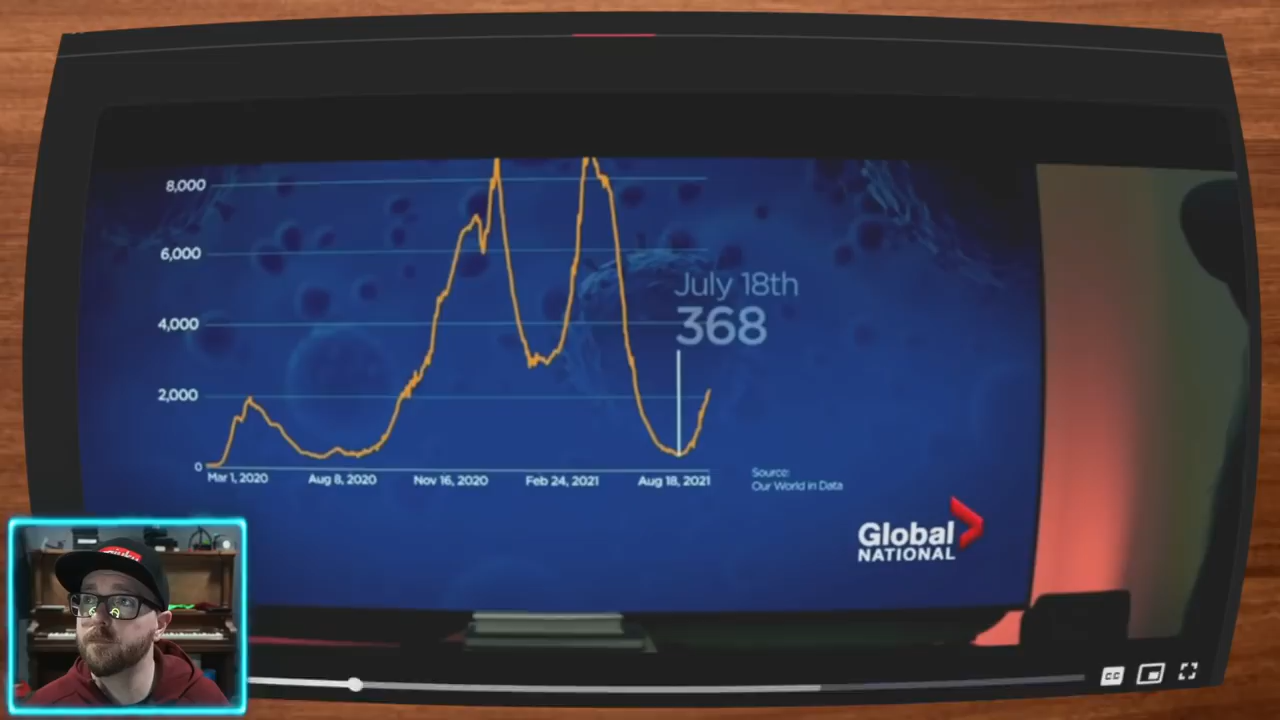 8,000
6,000
July 18th
368
4,000
2,000
0
Mar 1, 2020 Aug 8, 2020 Nov 16, 2020 Feb 24, 2021 Aug 18, 2021
Source:
Our World in Data
Global
NATIONAL
CC